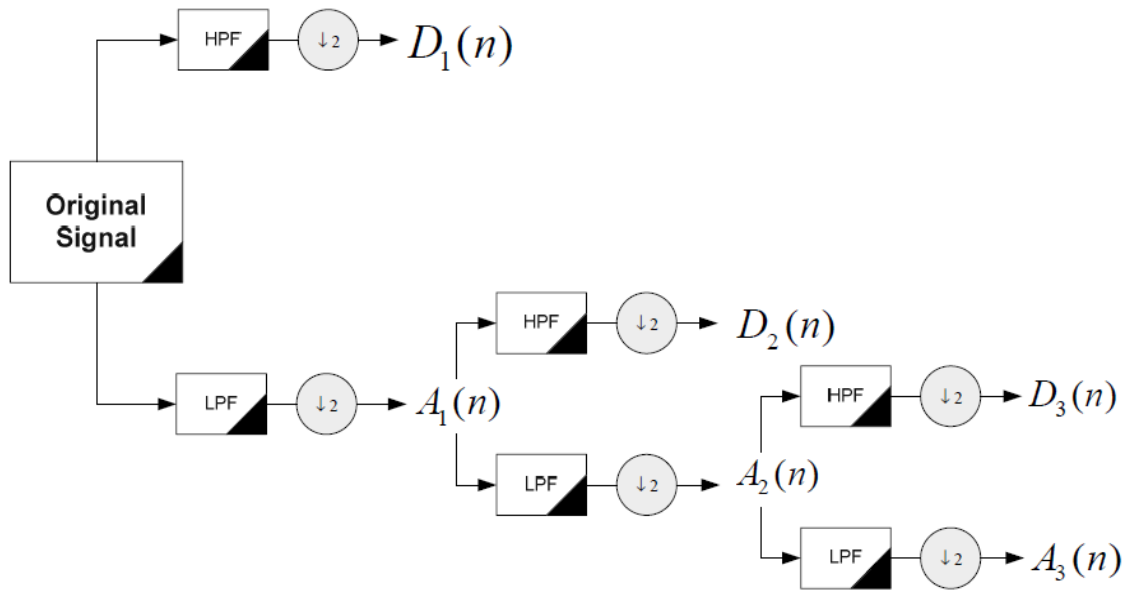 HPF
↓2
D₁(n)
Original
Signal
HPF
↓2
D₂(n)
LPF
↓2
A₁(n)
HPF
↓2
D₃(n)
LPF
↓2
A₂(n)
LPF
↓2
A₃(n)